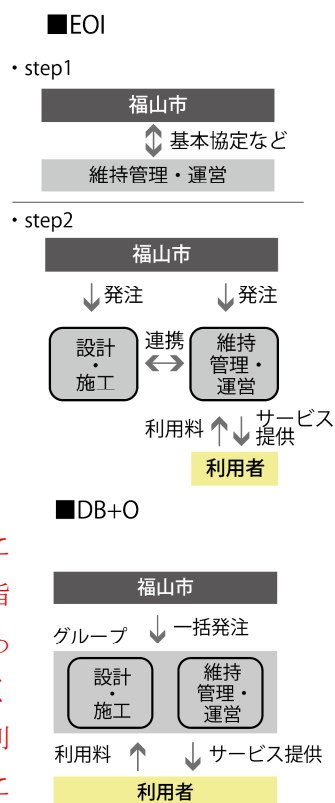 ■EOI
・step1
福山市
基本協定など
維持管理・運営
・step2
福山市
発注 発注
設計
・
施工
連携
維持
管理・
運営
利用料
サービス
提供
利用者
■DB+O
福山市
グループ 一括発注
設計
・
施工
維持
管理・
運営
利用料 サービス提供
利用者